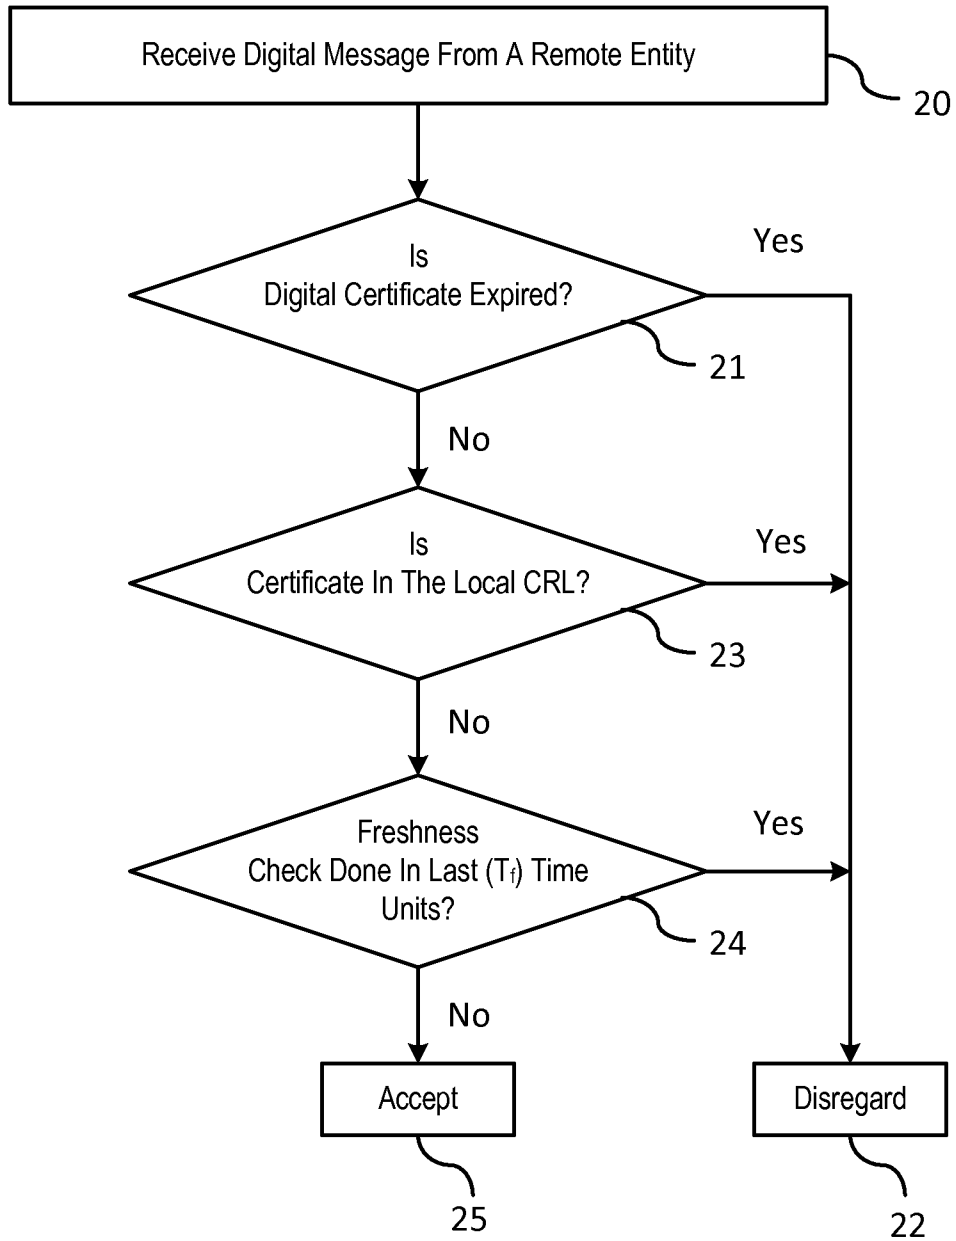 Receive Digital Message From A Remote Entity
20
Is
Digital Certificate Expired?
Yes
21
No
Is
Certificate In The Local CRL?
Yes
23
No
Freshness
Check Done In Last (Tf) Time
Units?
Yes
24
No
Accept
Disregard
25
22